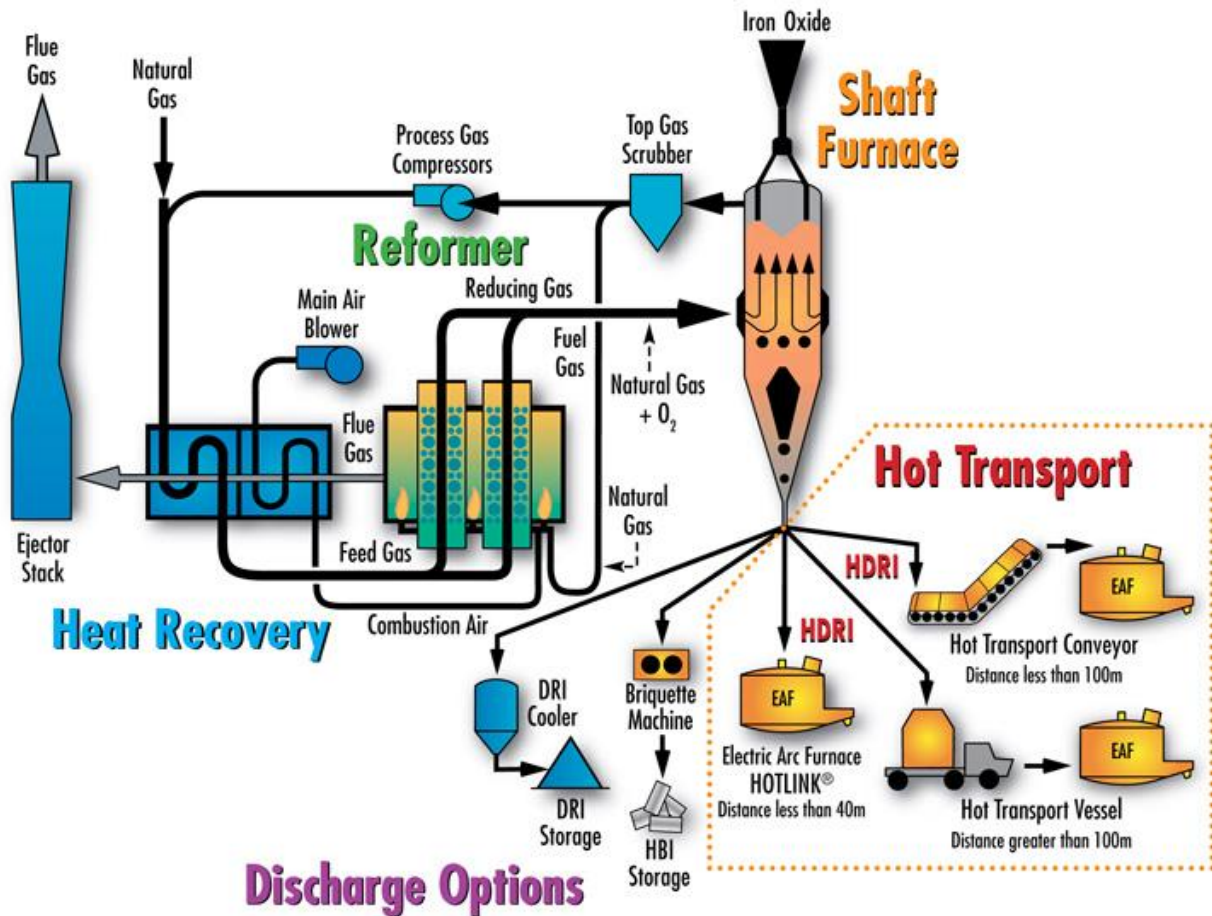 Iron Oxide
Flue
Gas
Natural
Gas
Shaft
Furnace
Process Gas
Compressors
Top Gas
Scrubber
Reformer
Reducing Gas
Main Air
Blower
Fuel
Gas
Natural Gas
+ O₂
Flue
Gas
Hot Transport
Natural
Gas
Ejector
Stack
Feed Gas
HDRI
EAF
Heat Recovery
Combustion Air
HDRI
Hot Transport Conveyor
Distance less than 100m
DRI
Cooler
Briquette
Machine
EAF
EAF
Electric Arc Furnace
HOTLINK®
Distance less than 40m
DRI
Storage
HBI
Storage
Hot Transport Vessel
Distance greater than 100m
Discharge Options